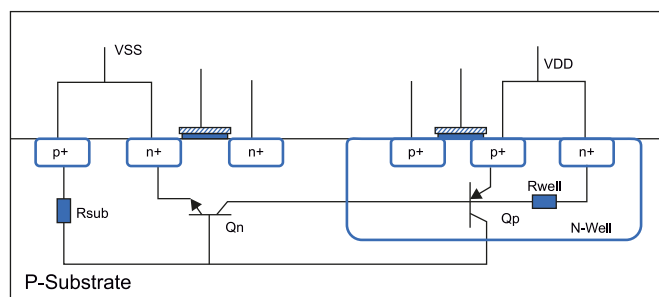 VSS
VDD
p+
n+
n+
p+
p+
n+
Rsub
Qn
Qp
Rwell
N-Well
P-Substrate